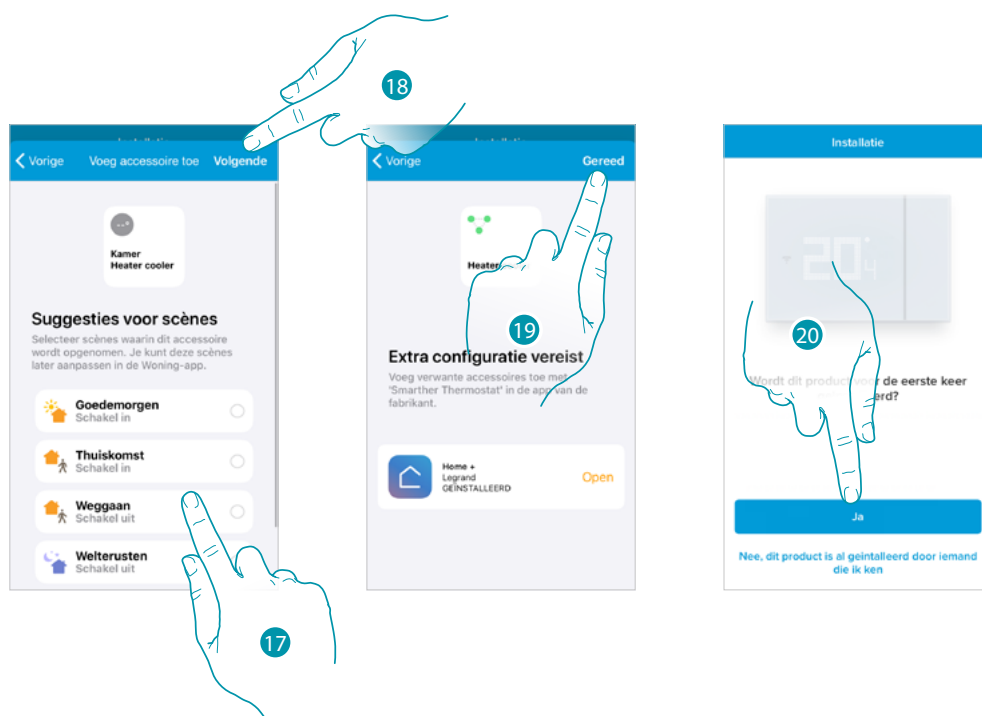 18
Vorige Voeg accessoire toe Volgende
Kamer
Heater cooler
Suggesties voor scènes
Selecteer scènes waarin dit accessoire
wordt opgenomen. Je kunt deze scènes
later aanpassen in de Woning-app.
Goedemorgen
Schakel in
Thuiskomst
Schakel in
Weggaan
Schakel uit
Welterusten
Schakel uit
17
Vorige Gereed
Heater
19
Extra configuratie vereist
Voeg verwante accessoires toe met
'Smarther Thermostat' in de app van de
fabrikant.
Home +
Legrand
GEÏNSTALLEERD
Open
Installatie
20
Wordt dit product voor de eerste keer
Ja
Nee, dit product is al geintalleerd door iemand
die ik ken